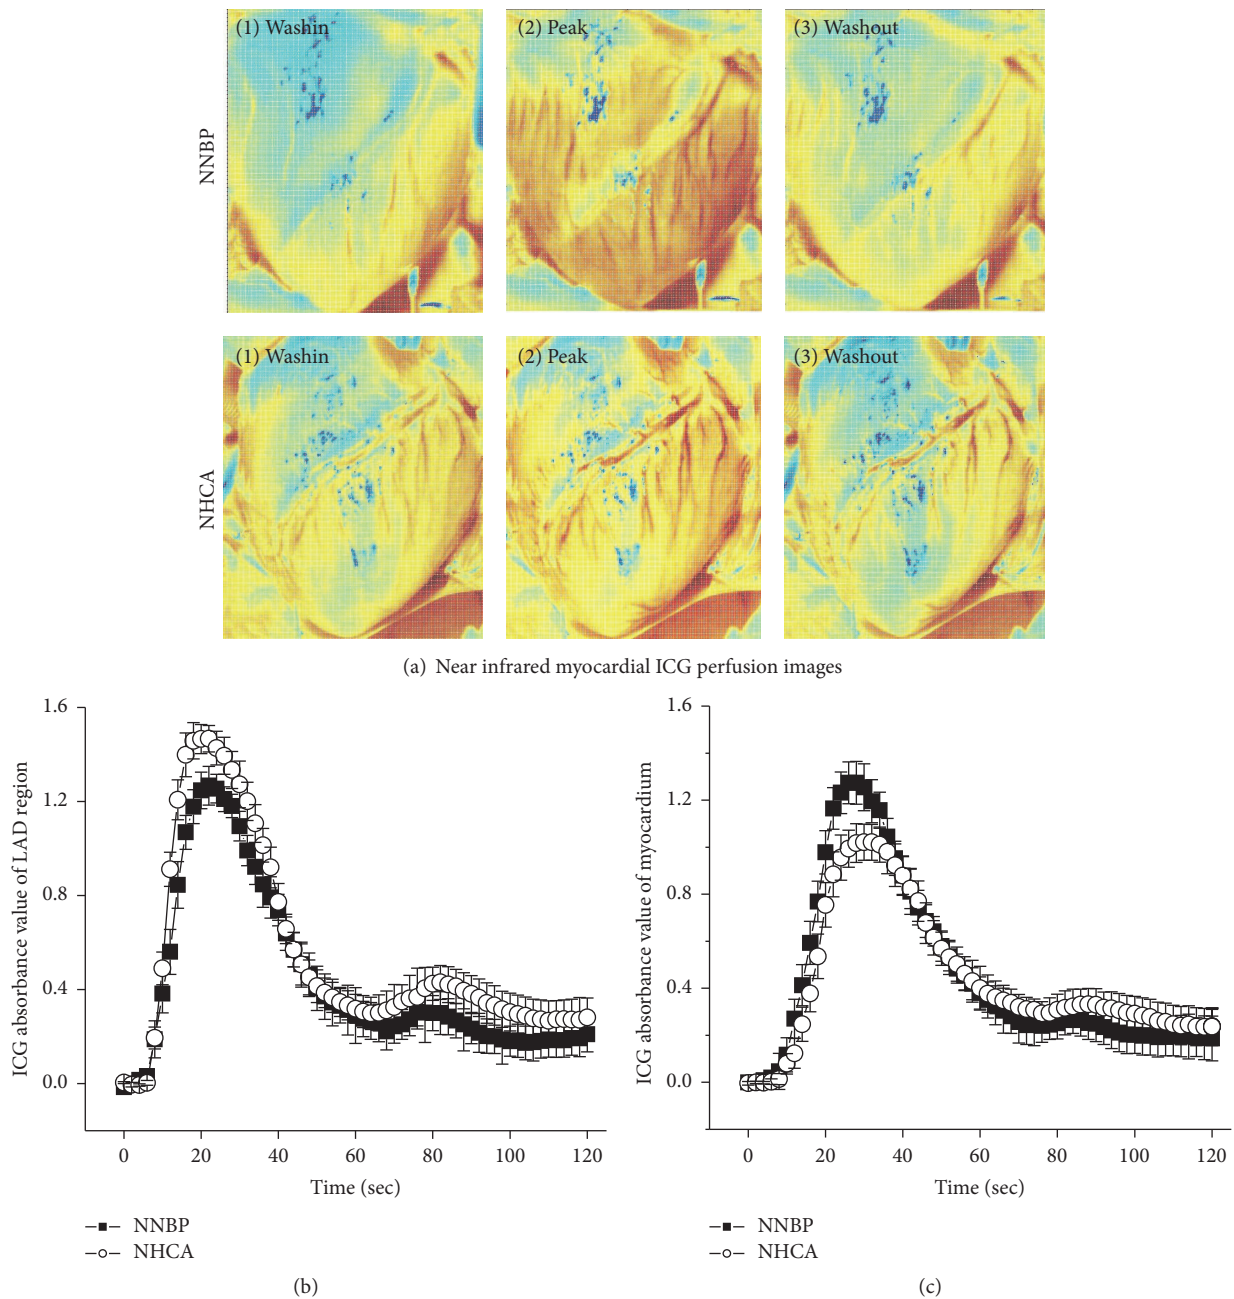 (1) Washin
(2) Peak
(3) Washout
NNBP
(1) Washin
(2) Peak
(3) Washout
NHCA
(a) Near infrared myocardial ICG perfusion images
1.6
1.2
0.8
0.4
0.0
ICG absorbance value of LAD region
0
20
40
60
80
100
120
Time (sec)
NNBP
NHCA
(b)
1.6
1.2
0.8
0.4
0.0
ICG absorbance value of myocardium
0
20
40
60
80
100
120
Time (sec)
NNBP
NHCA
(c)